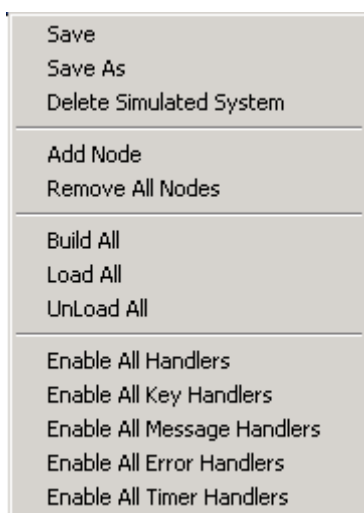 Save
Save As
Delete Simulated System
Add Node
Remove All Nodes
Build All
Load All
UnLoad All
Enable All Handlers
Enable All Key Handlers
Enable All Message Handlers
Enable All Error Handlers
Enable All Timer Handlers